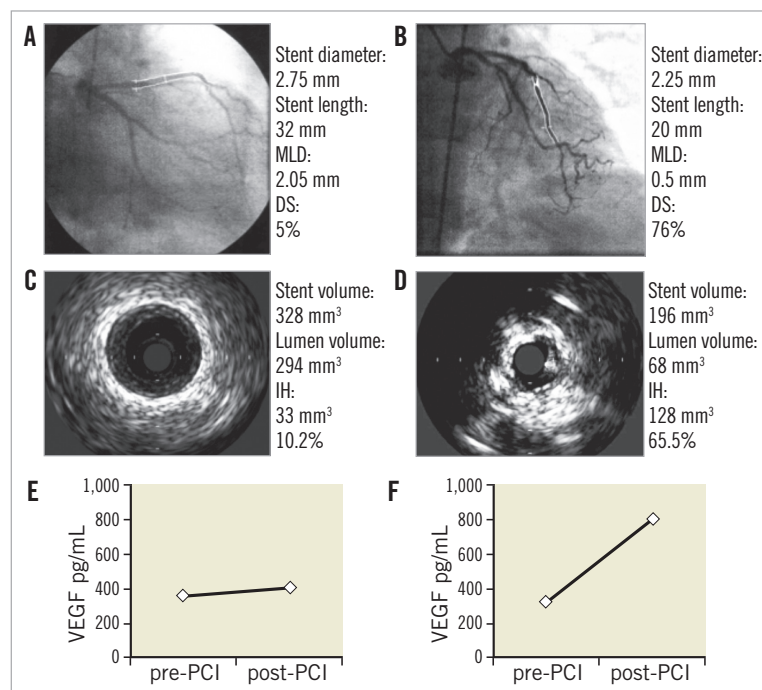 A
Stent diameter:
2.75 mm
Stent length:
32 mm
MLD:
2.05 mm
DS:
5%
B
Stent diameter:
2.25 mm
Stent length:
20 mm
MLD:
0.5 mm
DS:
76%
C
Stent volume:
328 mm³
Lumen volume:
294 mm³
IH:
33 mm³
10.2%
D
Stent volume:
196 mm³
Lumen volume:
68 mm³
IH:
128 mm³
65.5%
E
VEGF pg/mL
1,000
800
600
400
200
0
pre-PCI post-PCI
F
VEGF pg/mL
1,000
800
600
400
200
0
pre-PCI post-PCI